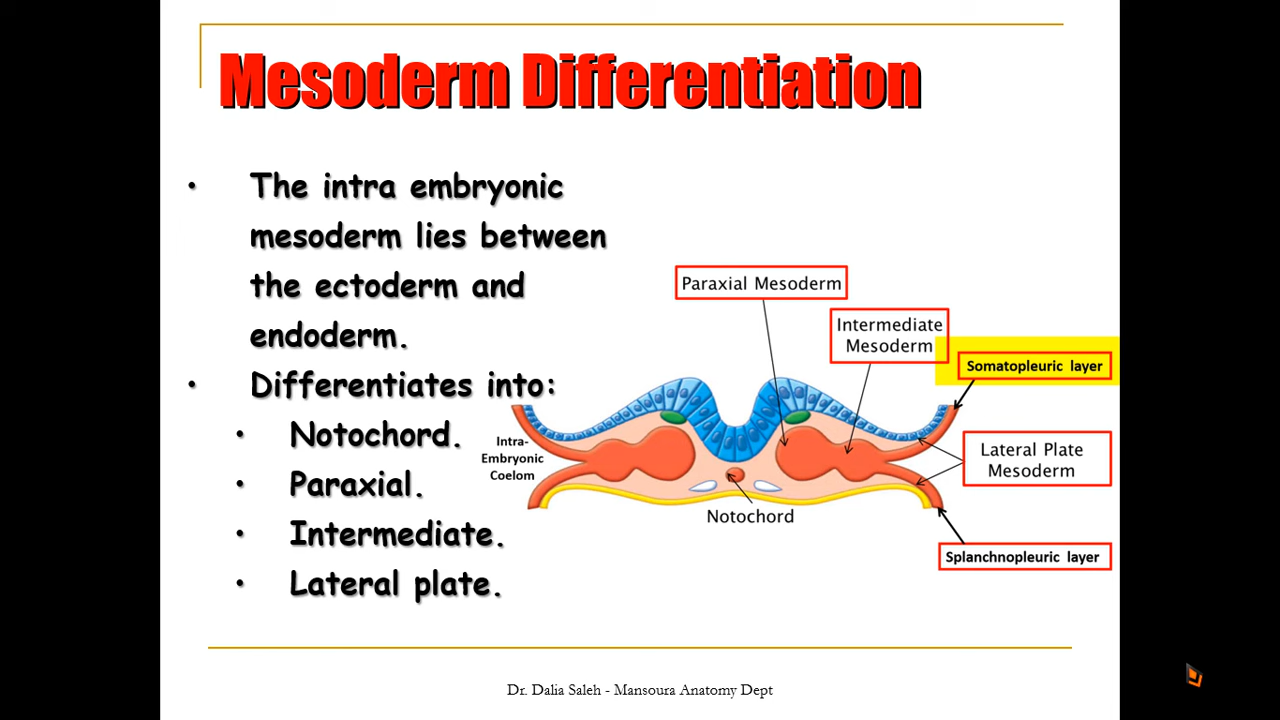 Mesoderm Differentiation
• The intra embryonic
mesoderm lies between
the ectoderm and
endoderm.
• Differentiates into:
• Notochord.
• Paraxial.
• Intermediate.
• Lateral plate.
Paraxial Mesoderm
Intermediate
Mesoderm
Somatopleuric layer
Intra-
Embryonic
Coelom
Lateral Plate
Mesoderm
Notochord
Splanchnopleuric layer
Dr. Dalia Saleh - Mansoura Anatomy Dept